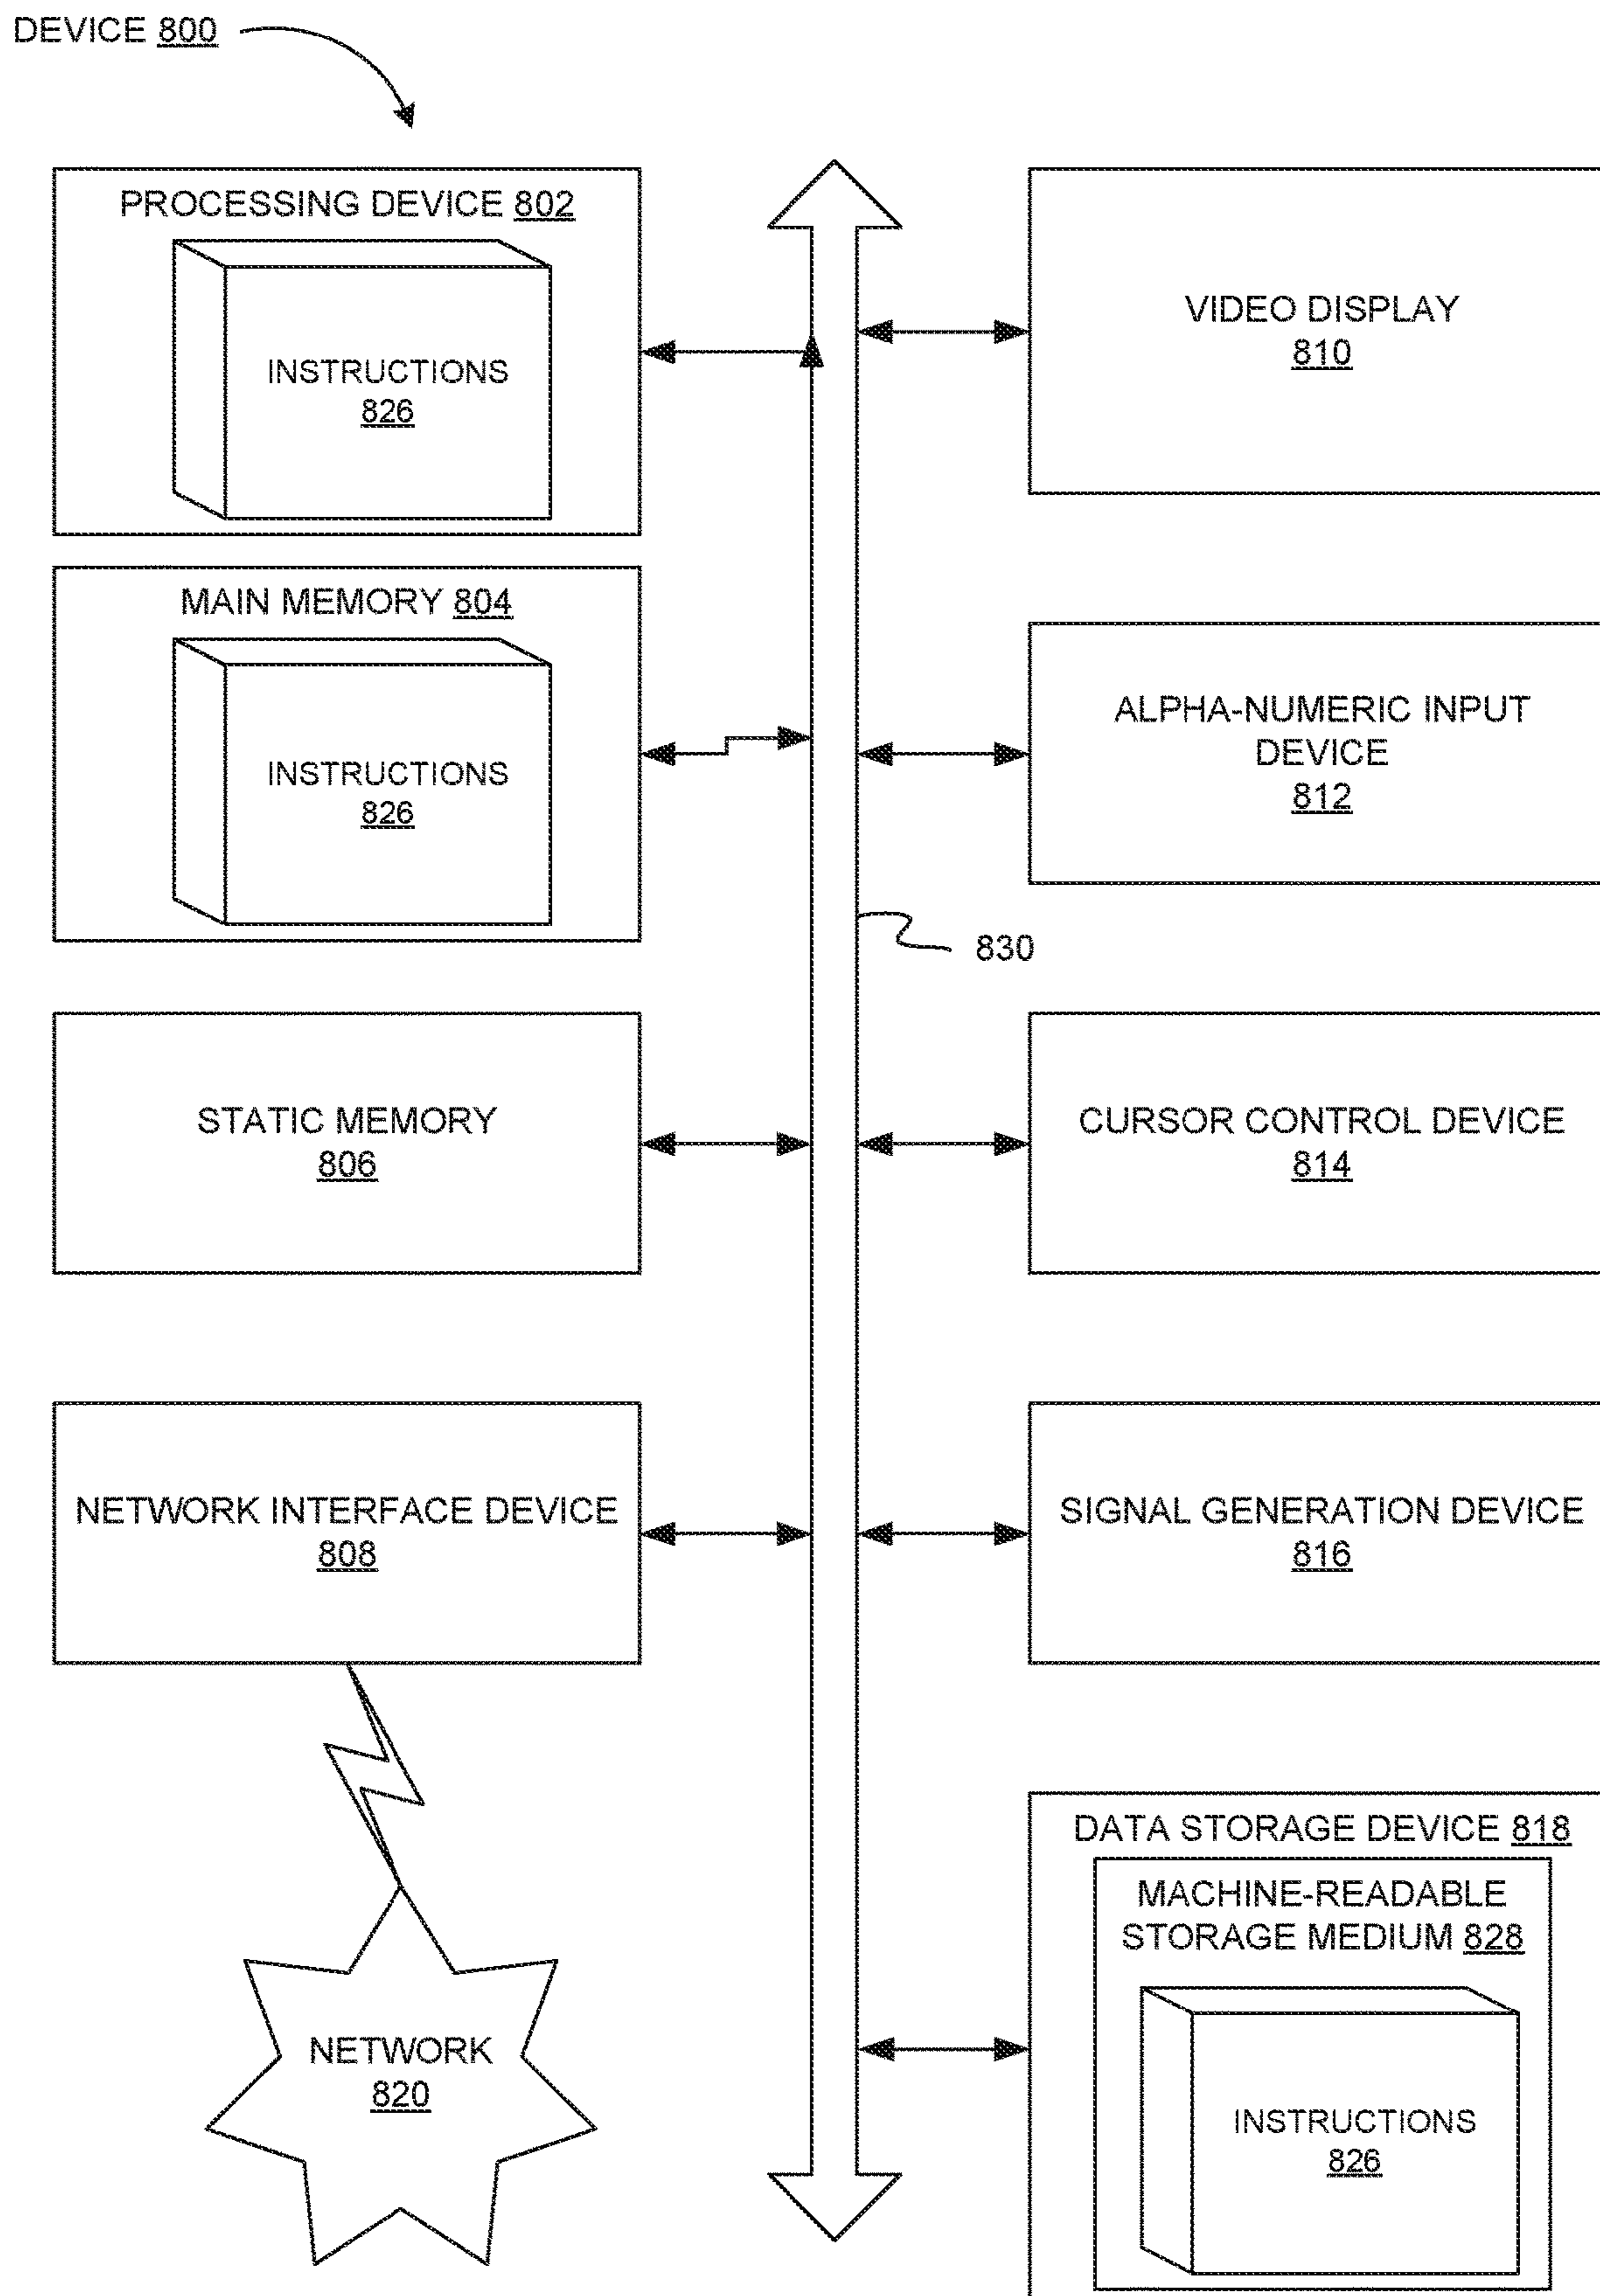 DEVICE 800
PROCESSING DEVICE 802
INSTRUCTIONS
826
MAIN MEMORY 804
INSTRUCTIONS
826
STATIC MEMORY
806
NETWORK INTERFACE DEVICE
808
NETWORK
820
VIDEO DISPLAY
810
ALPHA-NUMERIC INPUT
DEVICE
812
830
CURSOR CONTROL DEVICE
814
SIGNAL GENERATION DEVICE
816
DATA STORAGE DEVICE 818
MACHINE-READABLE
STORAGE MEDIUM 828
INSTRUCTIONS
826